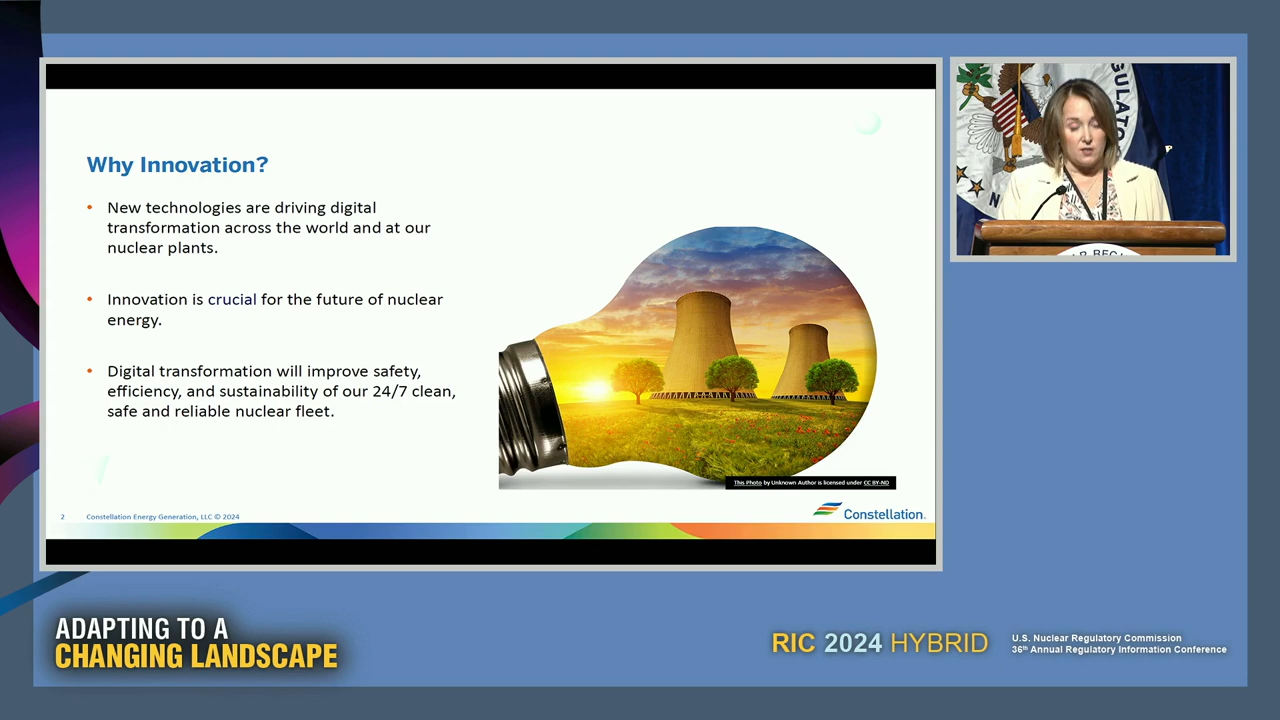 Why Innovation?
• New technologies are driving digital
transformation across the world and at our
nuclear plants.
• Innovation is crucial for the future of nuclear
energy.
• Digital transformation will improve safety,
efficiency, and sustainability of our 24/7 clean,
safe and reliable nuclear fleet.
This Photo by Unknown Author is licensed under CC BY-ND
2 Constellation Energy Generation, LLC © 2024
Constellation.
GULATO
N
AR REGU
ADAPTING TO A
CHANGING LANDSCAPE
RIC 2024 HYBRID
U.S. Nuclear Regulatory Commission
36th Annual Regulatory Information Conference